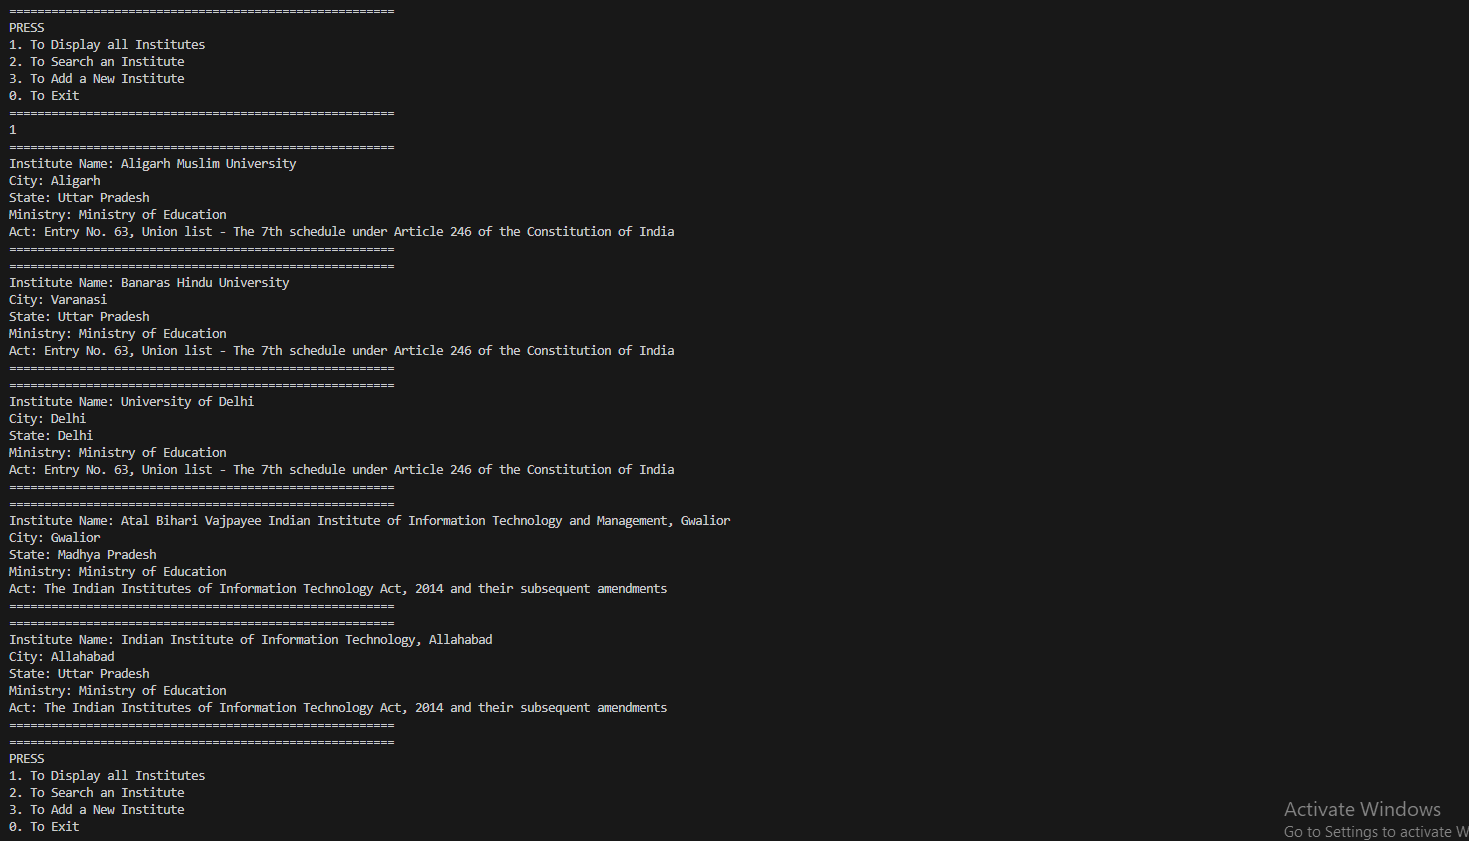 =======================================================
PRESS
1. To Display all Institutes
2. To Search an Institute
3. To Add a New Institute
0. To Exit
=======================================================
1
=======================================================
Institute Name: Aligarh Muslim University
City: Aligarh
State: Uttar Pradesh
Ministry: Ministry of Education
Act: Entry No. 63, Union list - The 7th schedule under Article 246 of the Constitution of India
=======================================================
=======================================================
Institute Name: Banaras Hindu University
City: Varanasi
State: Uttar Pradesh
Ministry: Ministry of Education
Act: Entry No. 63, Union list - The 7th schedule under Article 246 of the Constitution of India
=======================================================
=======================================================
Institute Name: University of Delhi
City: Delhi
State: Delhi
Ministry: Ministry of Education
Act: Entry No. 63, Union list - The 7th schedule under Article 246 of the Constitution of India
=======================================================
=======================================================
Institute Name: Atal Bihari Vajpayee Indian Institute of Information Technology and Management, Gwalior
City: Gwalior
State: Madhya Pradesh
Ministry: Ministry of Education
Act: The Indian Institutes of Information Technology Act, 2014 and their subsequent amendments
=======================================================
=======================================================
Institute Name: Indian Institute of Information Technology, Allahabad
City: Allahabad
State: Uttar Pradesh
Ministry: Ministry of Education
Act: The Indian Institutes of Information Technology Act, 2014 and their subsequent amendments
=======================================================
=======================================================
PRESS
1. To Display all Institutes
2. To Search an Institute
3. To Add a New Institute
0. To Exit
Activate Windows
Go to Settings to activate W